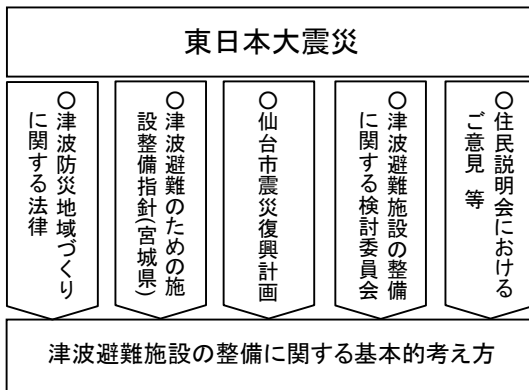 東日本大震災
○津波防災地域づくり
に関する法律
○津波避難のための施
設整備指針(宮城県)
○仙台市震災復興計画
○津波避難施設の整備
に関する検討委員会
○住民説明会における
ご意見 等
津波避難施設の整備に関する基本的考え方